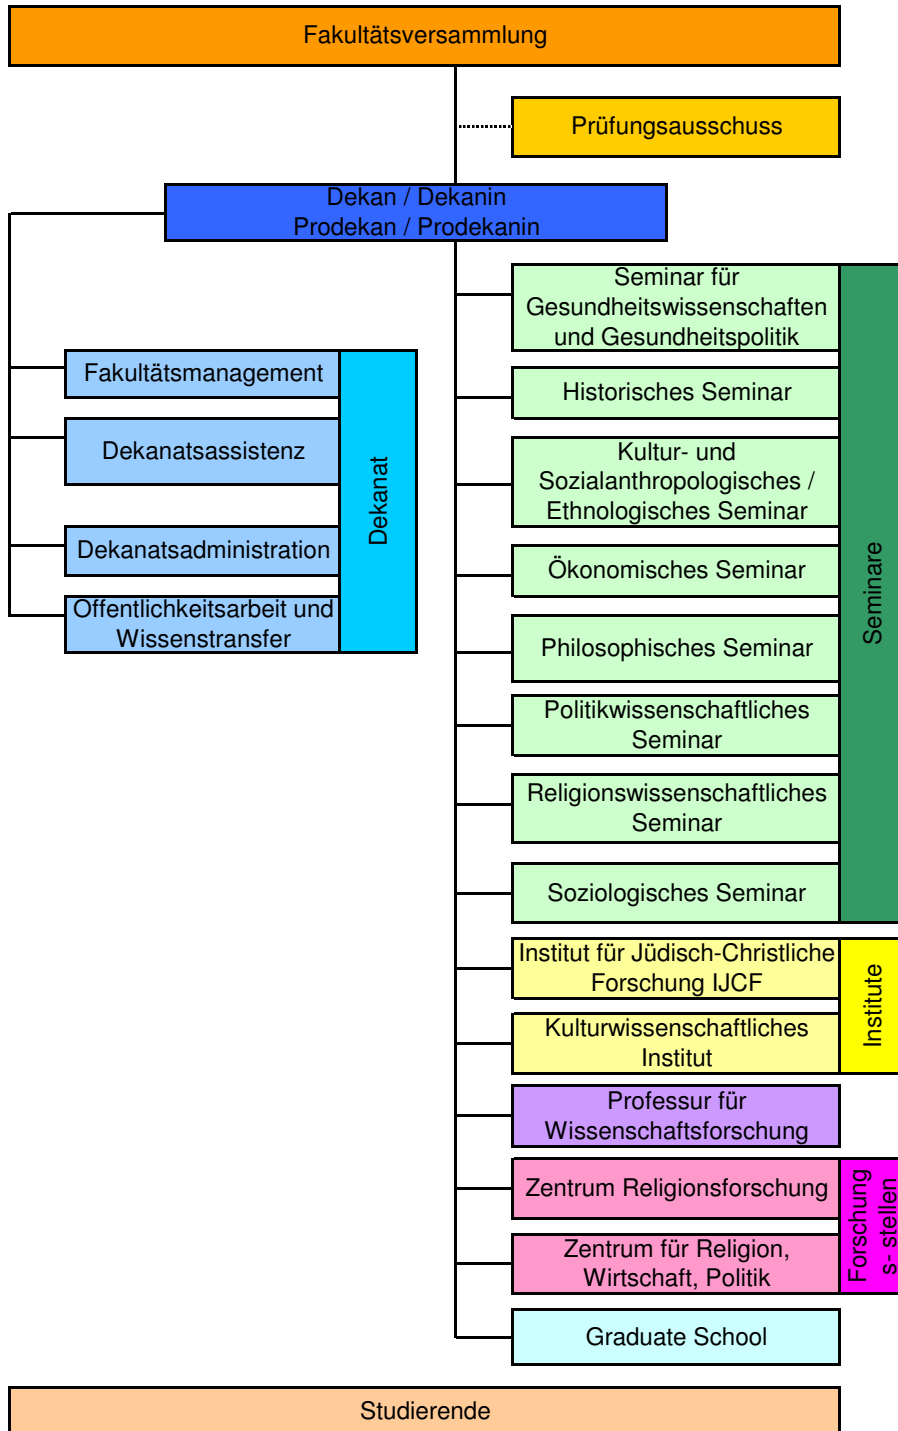 Fakultätsversammlung
Prüfungsausschuss
Dekan / Dekanin
Prodekan / Prodekanin
Fakultätsmanagement
Dekanatsassistenz
Dekanatsadministration
Öffentlichkeitsarbeit und
Wissenstransfer
Dekanat
Seminar für
Gesundheitswissenschaften
und Gesundheitspolitik
Historisches Seminar
Kultur- und
Sozialanthropologisches /
Ethnologisches Seminar
Ökonomisches Seminar
Philosophisches Seminar
Politikwissenschaftliches
Seminar
Religionswissenschaftliches
Seminar
Soziologisches Seminar
Seminare
Institut für Jüdisch-Christliche
Forschung IJCF
Kulturwissenschaftliches
Institut
Institute
Professur für
Wissenschaftsforschung
Zentrum Religionsforschung
Zentrum für Religion,
Wirtschaft, Politik
Forschung
s- stellen
Graduate School
Studierende